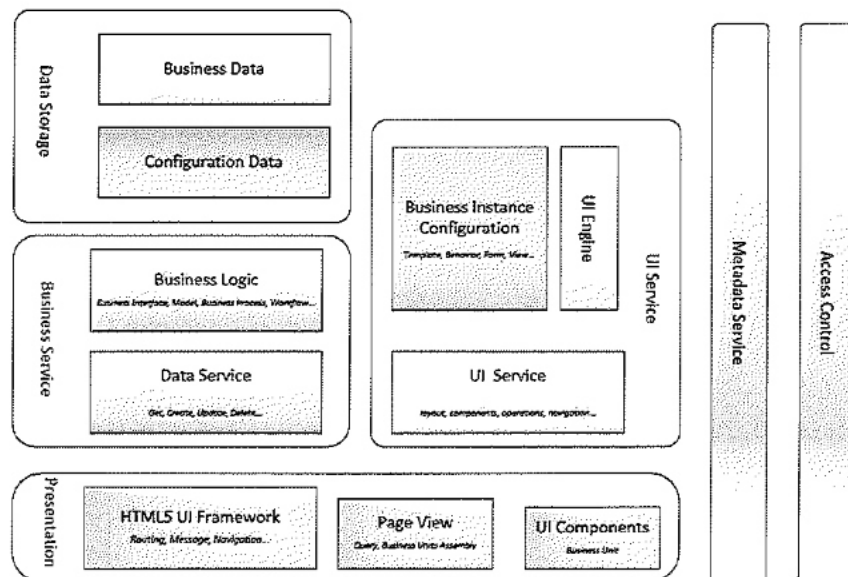 Data Storage
Business Data
Configuration Data
Business Service
Business Logic
Business Interface, Model, Business Process, Workflow...
Data Service
Get, Create, Update, Delete...
Business Instance
Configuration
Template, Behavior, Form, View...
UI Engine
UI Service
UI Service
layout, components, operations, navigation...
Presentation
HTML5 UI Framework
Routing, Message, Navigation...
Page View
Query, Business Units Assembly
UI Components
Business Unit
Metadata Service
Access Control